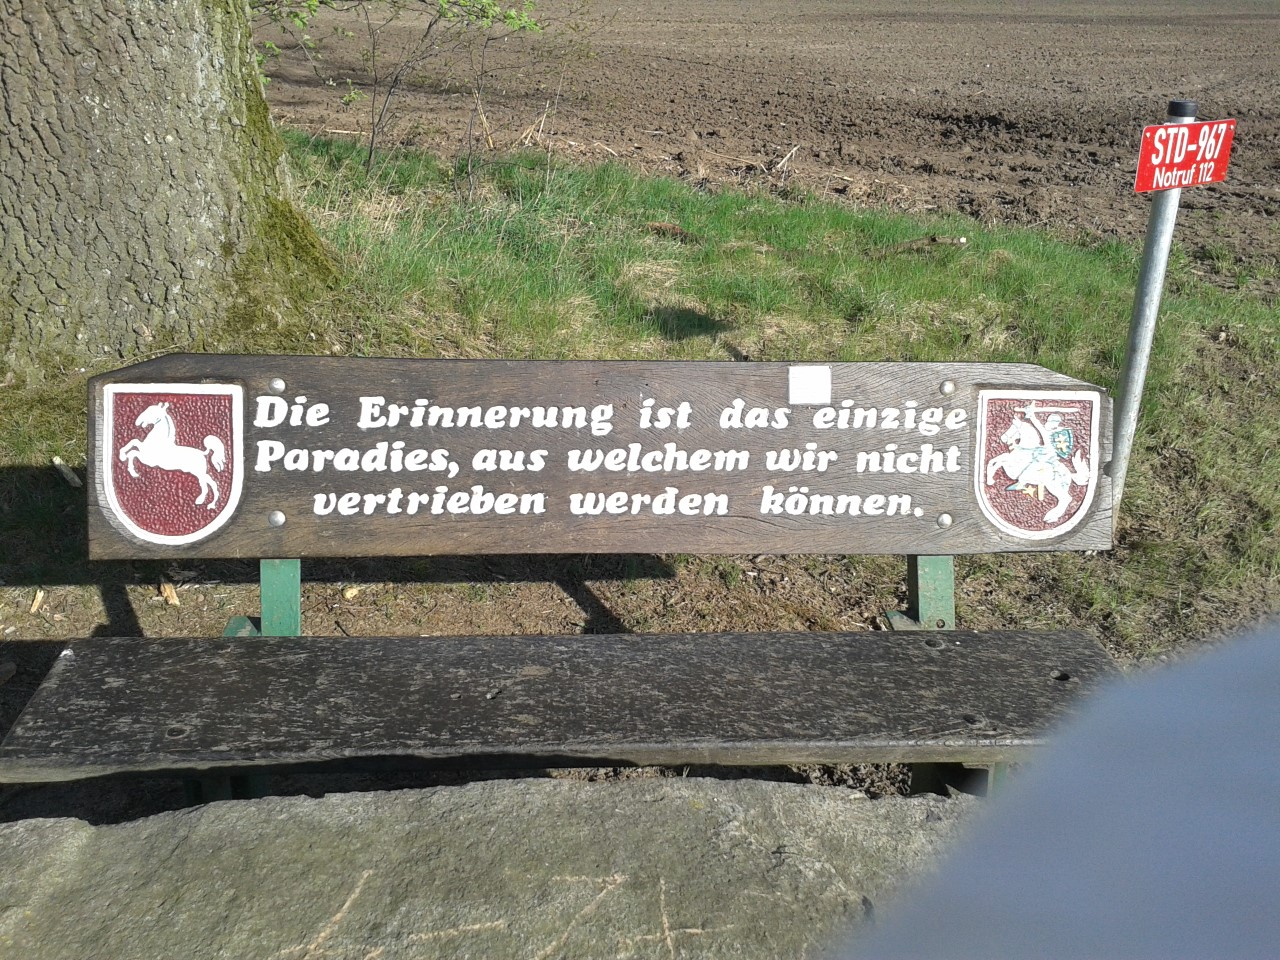 Die Erinnerung ist das einzige
Paradies, aus welchem wir nicht
vertrieben werden können.
STD-967
Notruf 112